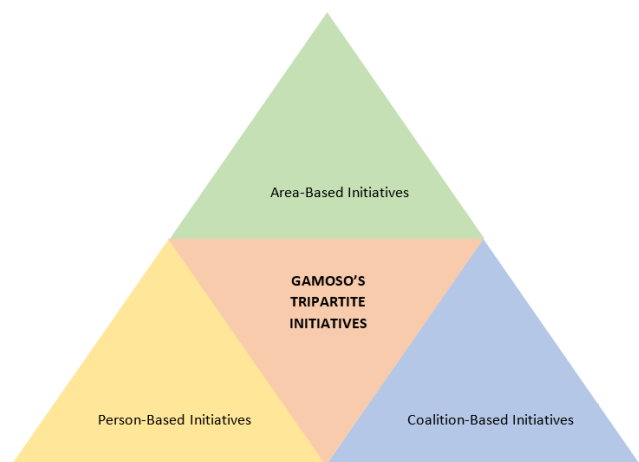 Area-Based Initiatives
GAMOSO’S
TRIPARTITE
INITIATIVES
Person-Based Initiatives
Coalition-Based Initiatives